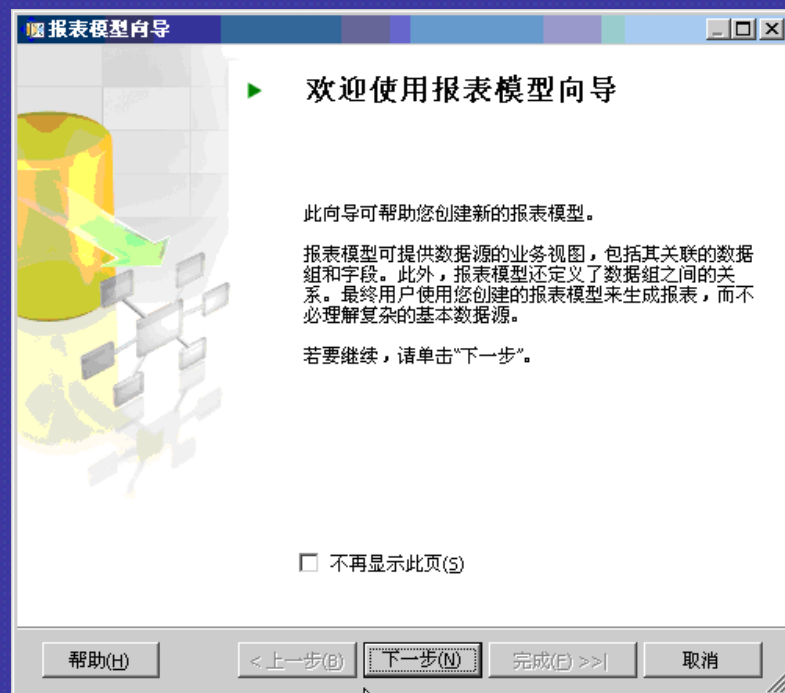 报表模型向导
欢迎使用报表模型向导
此向导可帮助您创建新的报表模型。
报表模型可提供数据源的业务视图，包括其关联的数据
组和字段。此外，报表模型还定义了数据组之间的关
系。最终用户使用您创建的报表模型来生成报表，而不
必理解复杂的基本数据源。
若要继续，请单击“下一步”。
不再显示此页(S)
帮助(H) <上一步(B) 下一步(N) 完成(F) >>| 取消